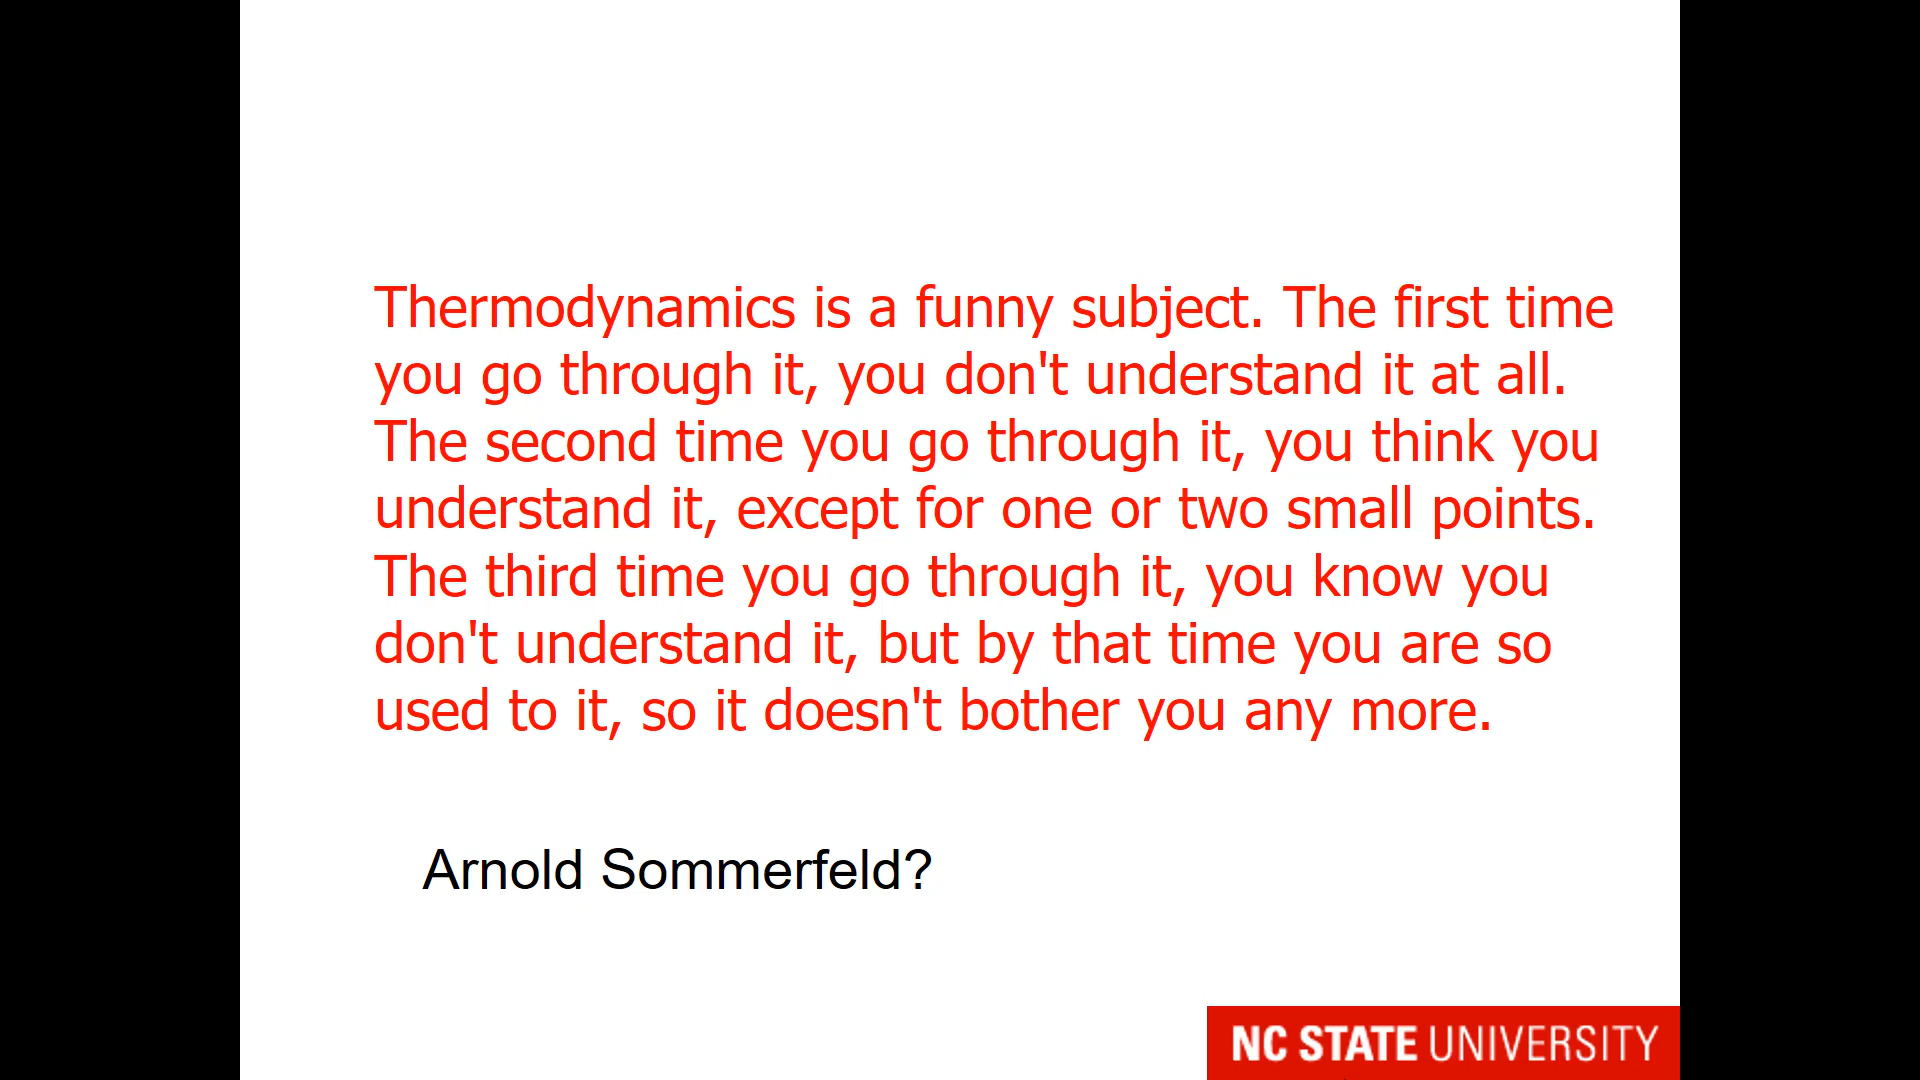 Thermodynamics is a funny subject. The first time
you go through it, you don't understand it at all.
The second time you go through it, you think you
understand it, except for one or two small points.
The third time you go through it, you know you
don't understand it, but by that time you are so
used to it, so it doesn't bother you any more.
Arnold Sommerfeld?
NC STATE UNIVERSITY